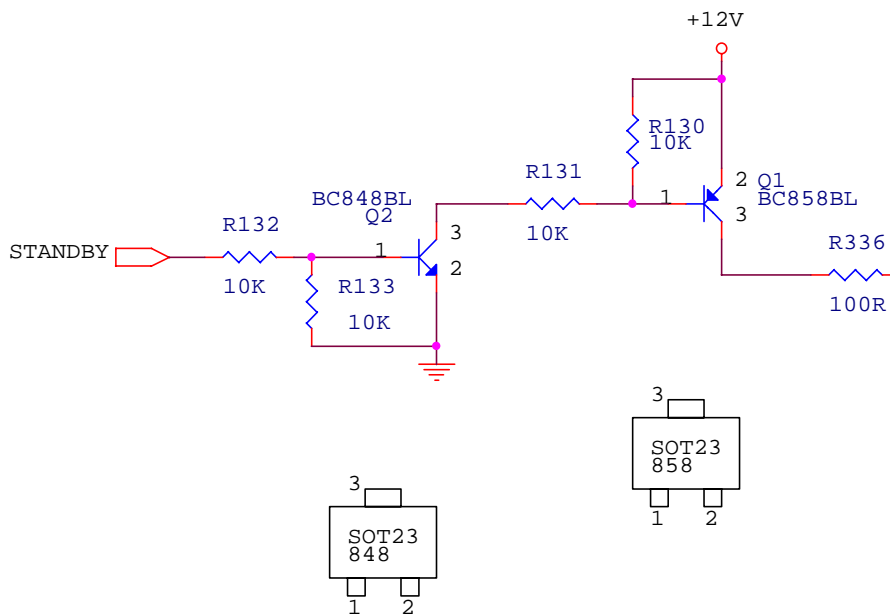 +12V
R130
10K
R131
10K
1
2
Q1
BC858BL
3
BC848BL
Q2
R132
10K
STANDBY
1
3
2
R133
10K
R336
100R
3
SOT23
858
1
2
3
SOT23
848
1
2